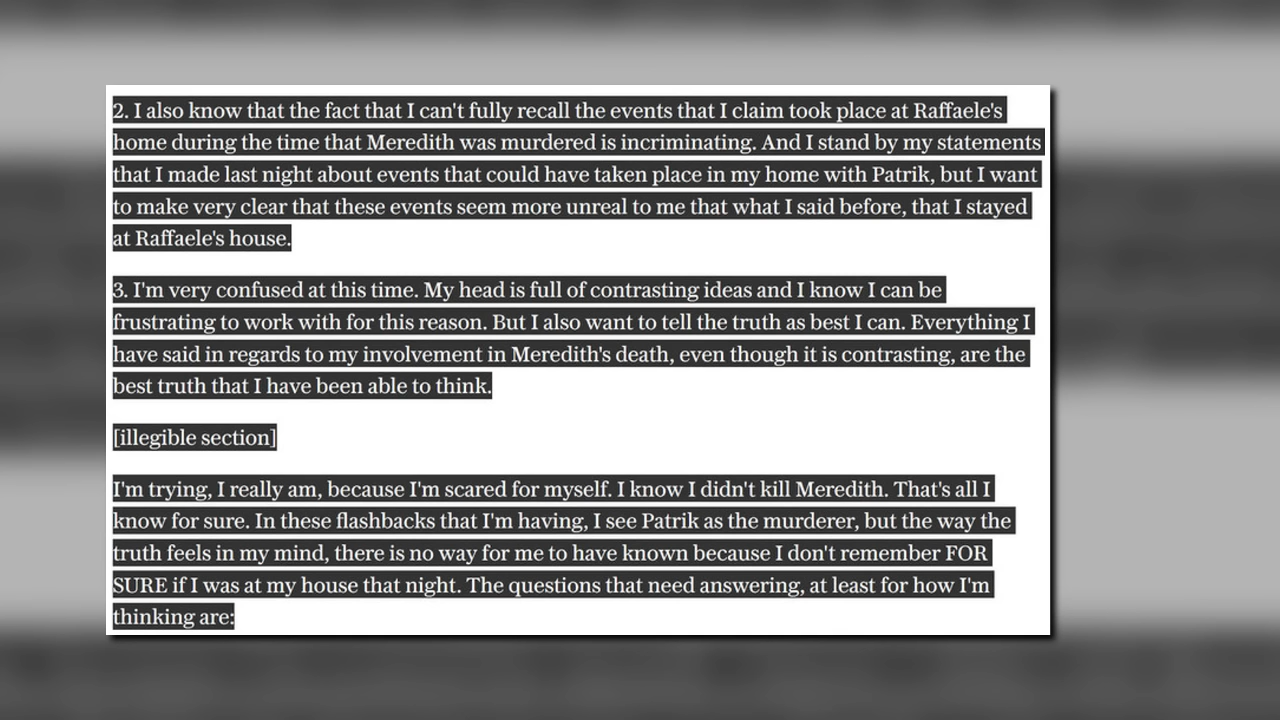 2. I also know that the fact that I can't fully recall the events that I claim took place at Raffaele's
home during the time that Meredith was murdered is incriminating. And I stand by my statements
that I made last night about events that could have taken place in my home with Patrik, but I want
to make very clear that these events seem more unreal to me that what I said before, that I stayed
at Raffaele's house.
3. I'm very confused at this time. My head is full of contrasting ideas and I know I can be
frustrating to work with for this reason. But I also want to tell the truth as best I can. Everything I
have said in regards to my involvement in Meredith's death, even though it is contrasting, are the
best truth that I have been able to think.
[illegible section]
I'm trying, I really am, because I'm scared for myself. I know I didn't kill Meredith. That's all I
know for sure. In these flashbacks that I'm having, I see Patrik as the murderer, but the way the
truth feels in my mind, there is no way for me to have known because I don't remember FOR
SURE if I was at my house that night. The questions that need answering, at least for how I'm
thinking are: